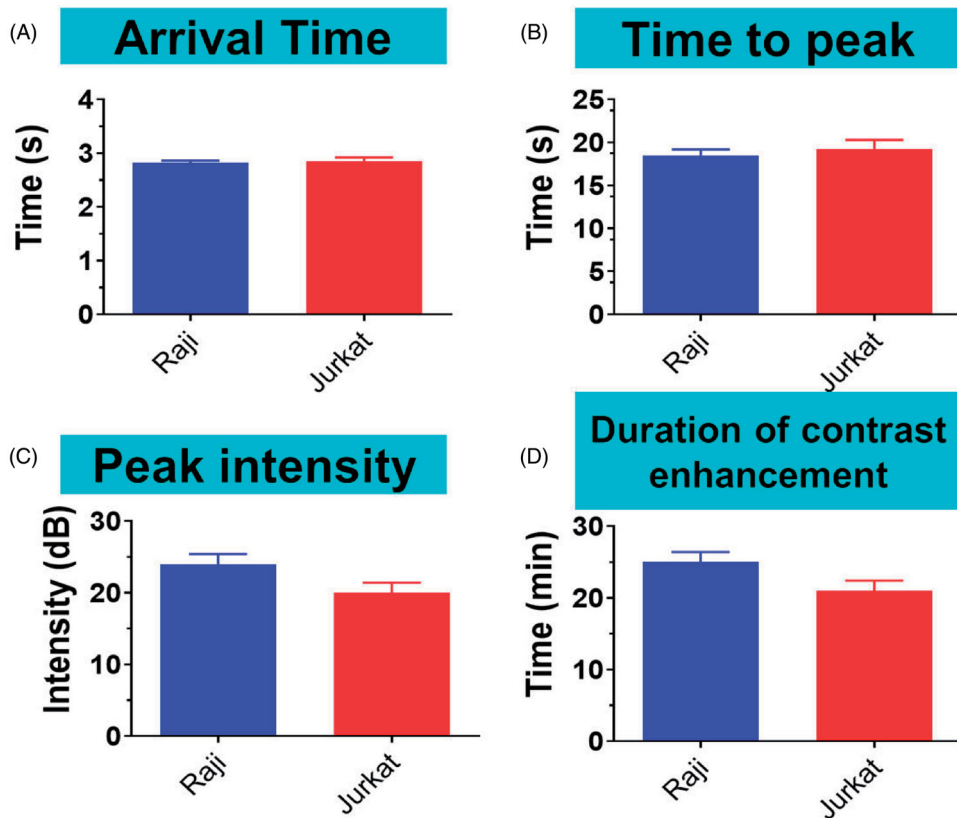 (A)
Arrival Time
Time (s)
4
3
2
1
0
Raji
Jurkat
(B)
Time to peak
Time (s)
25
20
15
10
5
0
Raji
Jurkat
(C)
Peak intensity
Intensity (dB)
30
20
10
0
Raji
Jurkat
(D)
Duration of contrast
enhancement
Time (min)
30
20
10
0
Raji
Jurkat